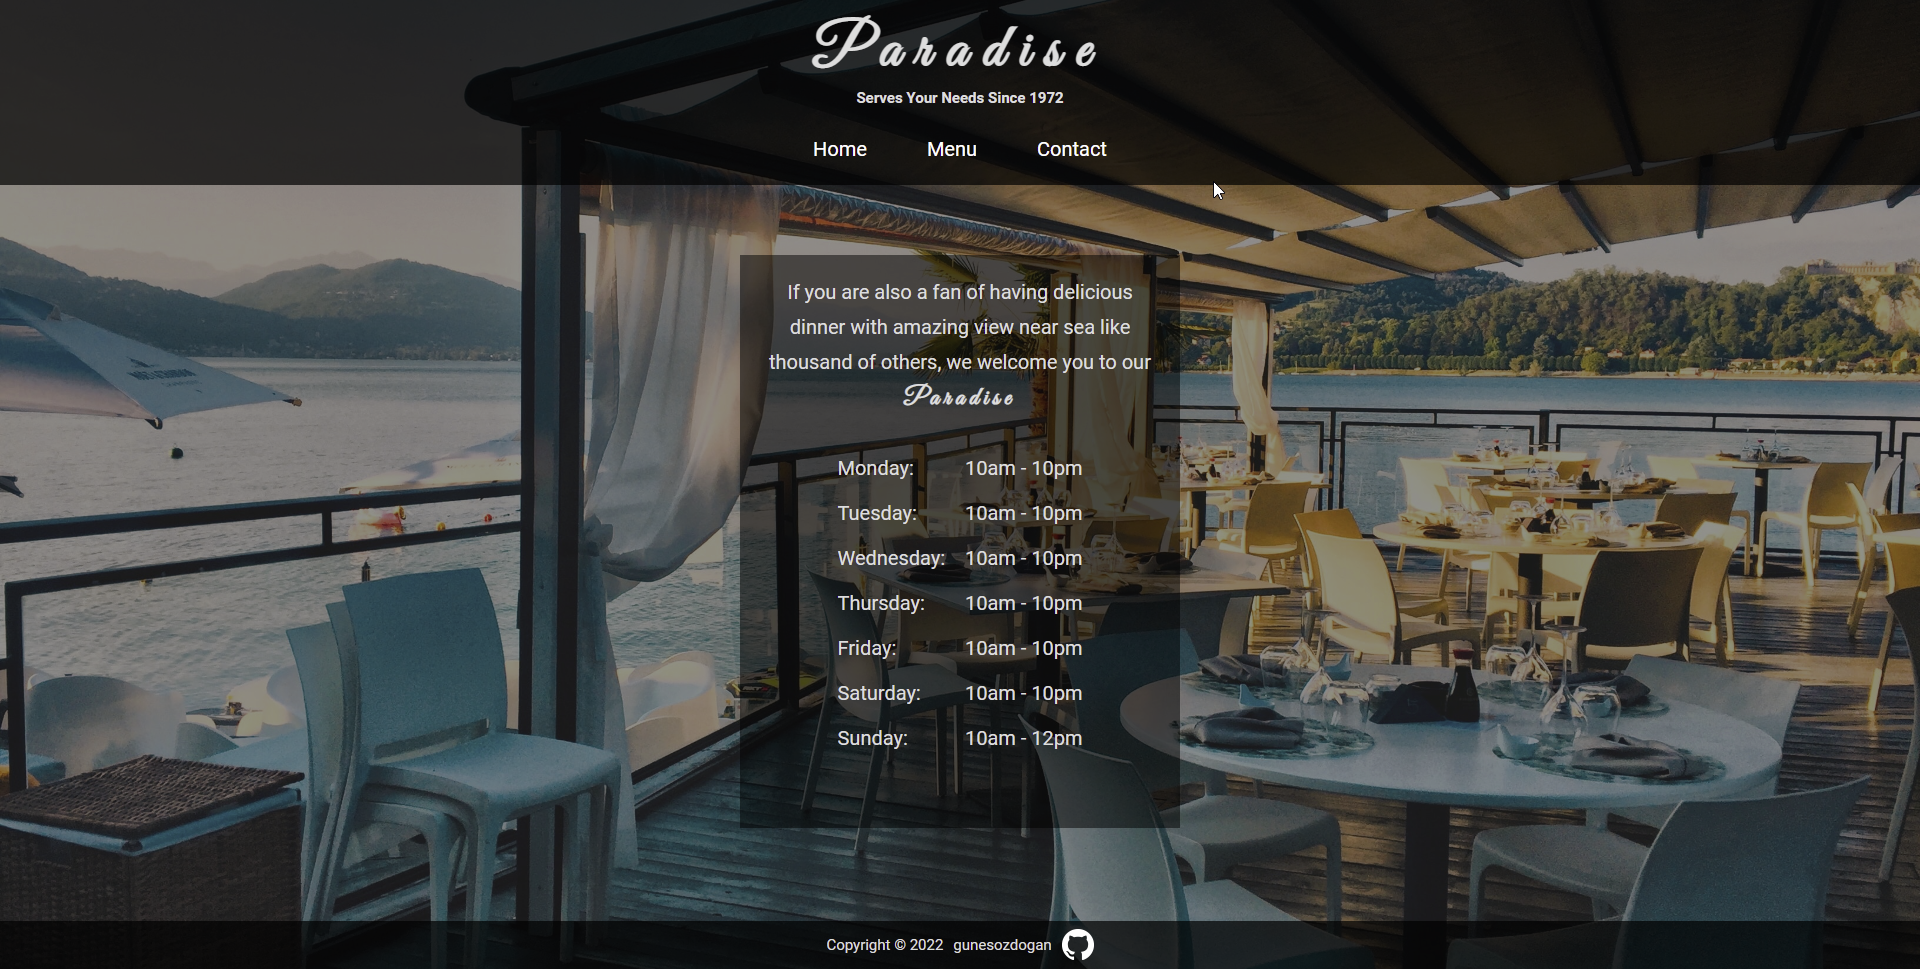 Paradise
Serves Your Needs Since 1972
Home Menu Contact
If you are also a fan of having delicious
dinner with amazing view near sea like
thousand of others, we welcome you to our
Paradise
Monday: 10am - 10pm
Tuesday: 10am - 10pm
Wednesday: 10am - 10pm
Thursday: 10am - 10pm
Friday: 10am - 10pm
Saturday: 10am - 10pm
Sunday: 10am - 12pm
Copyright © 2022 gunesozdogan